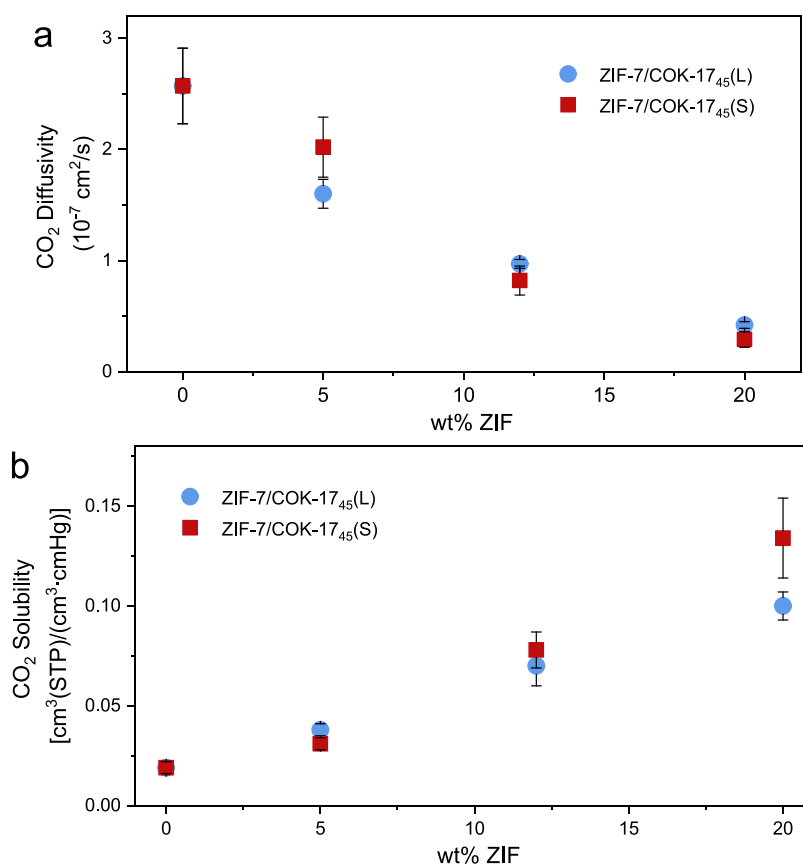 a
3
2
1
0
CO₂ Diffusivity
(10⁻⁷ cm²/s)
ZIF-7/COK-17₄₅(L)
ZIF-7/COK-17₄₅(S)
0
5
10
15
20
wt% ZIF
b
0.15
0.10
0.05
0.00
CO₂ Solubility
[cm³(STP)/(cm³·cmHg)]
ZIF-7/COK-17₄₅(L)
ZIF-7/COK-17₄₅(S)
0
5
10
15
20
wt% ZIF